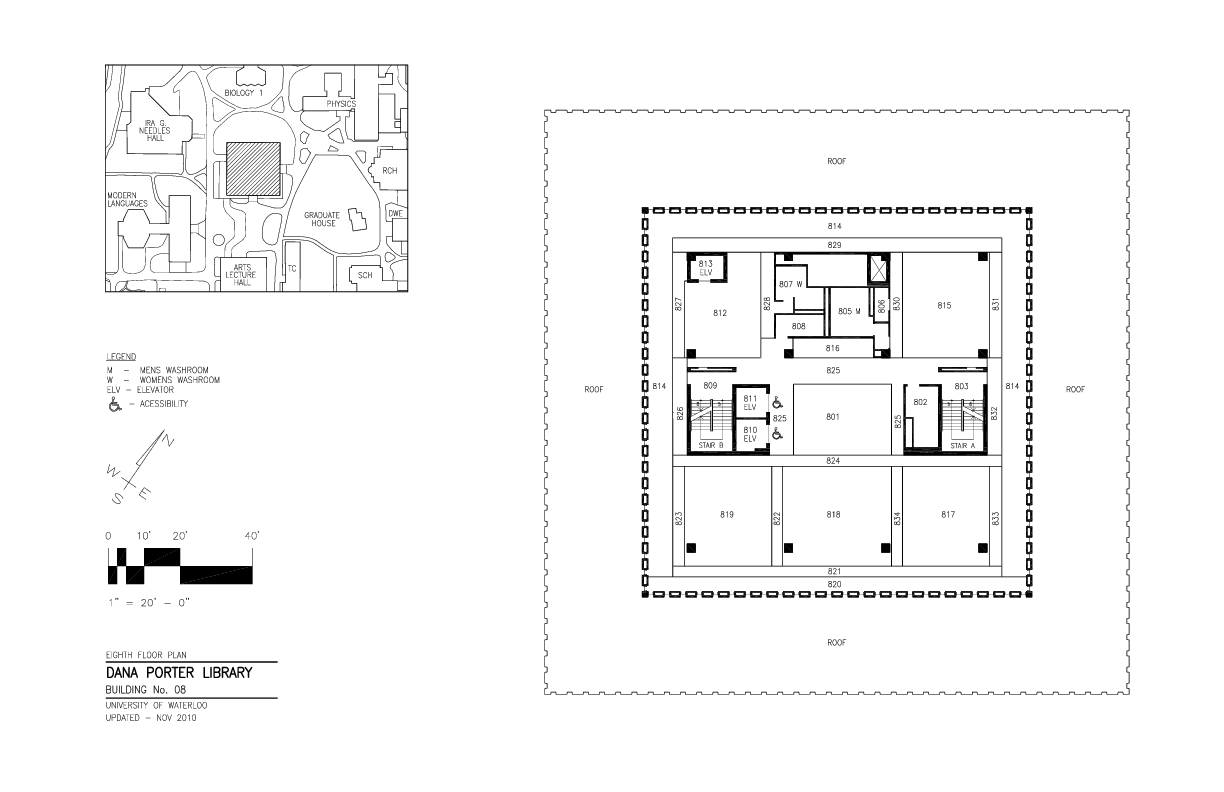 BIOLOGY 1
PHYSICS
IRA G.
NEEDLES
HALL
RCH
MODERN
LANGUAGES
GRADUATE
HOUSE
DWE
ARTS
LECTURE
HALL
TC
SCH
LEGEND
M – MENS WASHROOM
W – WOMENS WASHROOM
ELV – ELEVATOR
– ACESSIBILITY
N
W
E
S
0 10' 20' 40'
1" = 20' – 0"
EIGHTH FLOOR PLAN
DANA PORTER LIBRARY
BUILDING No. 08
UNIVERSITY OF WATERLOO
UPDATED – NOV 2010
ROOF
814
829
813
ELV
807 W
827
812
828
808
805 M
806
830
815
831
816
825
ROOF
814
809
811
ELV
825
810
ELV
801
802
803
814
ROOF
826
STAIR B
825
STAIR A
832
824
823
819
822
818
834
817
833
821
820
ROOF